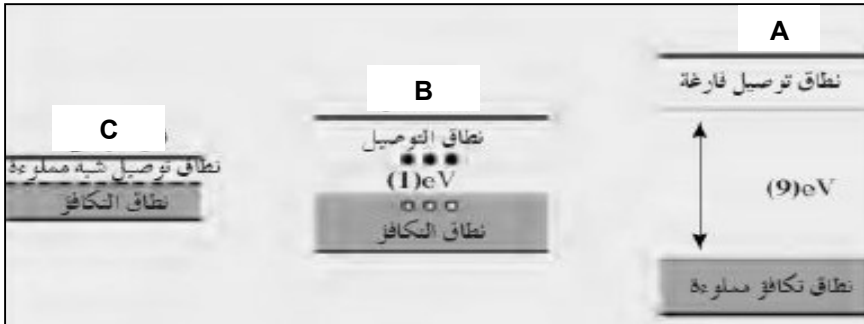 A
نطاق توصيل فارغة
(9)eV
نطاق تكافؤ مملوءة
B
نطاق التوصيل
(1)eV
نطاق التكافؤ
C
نطاق توصيل شبه مملوءة
نطاق التكافؤ